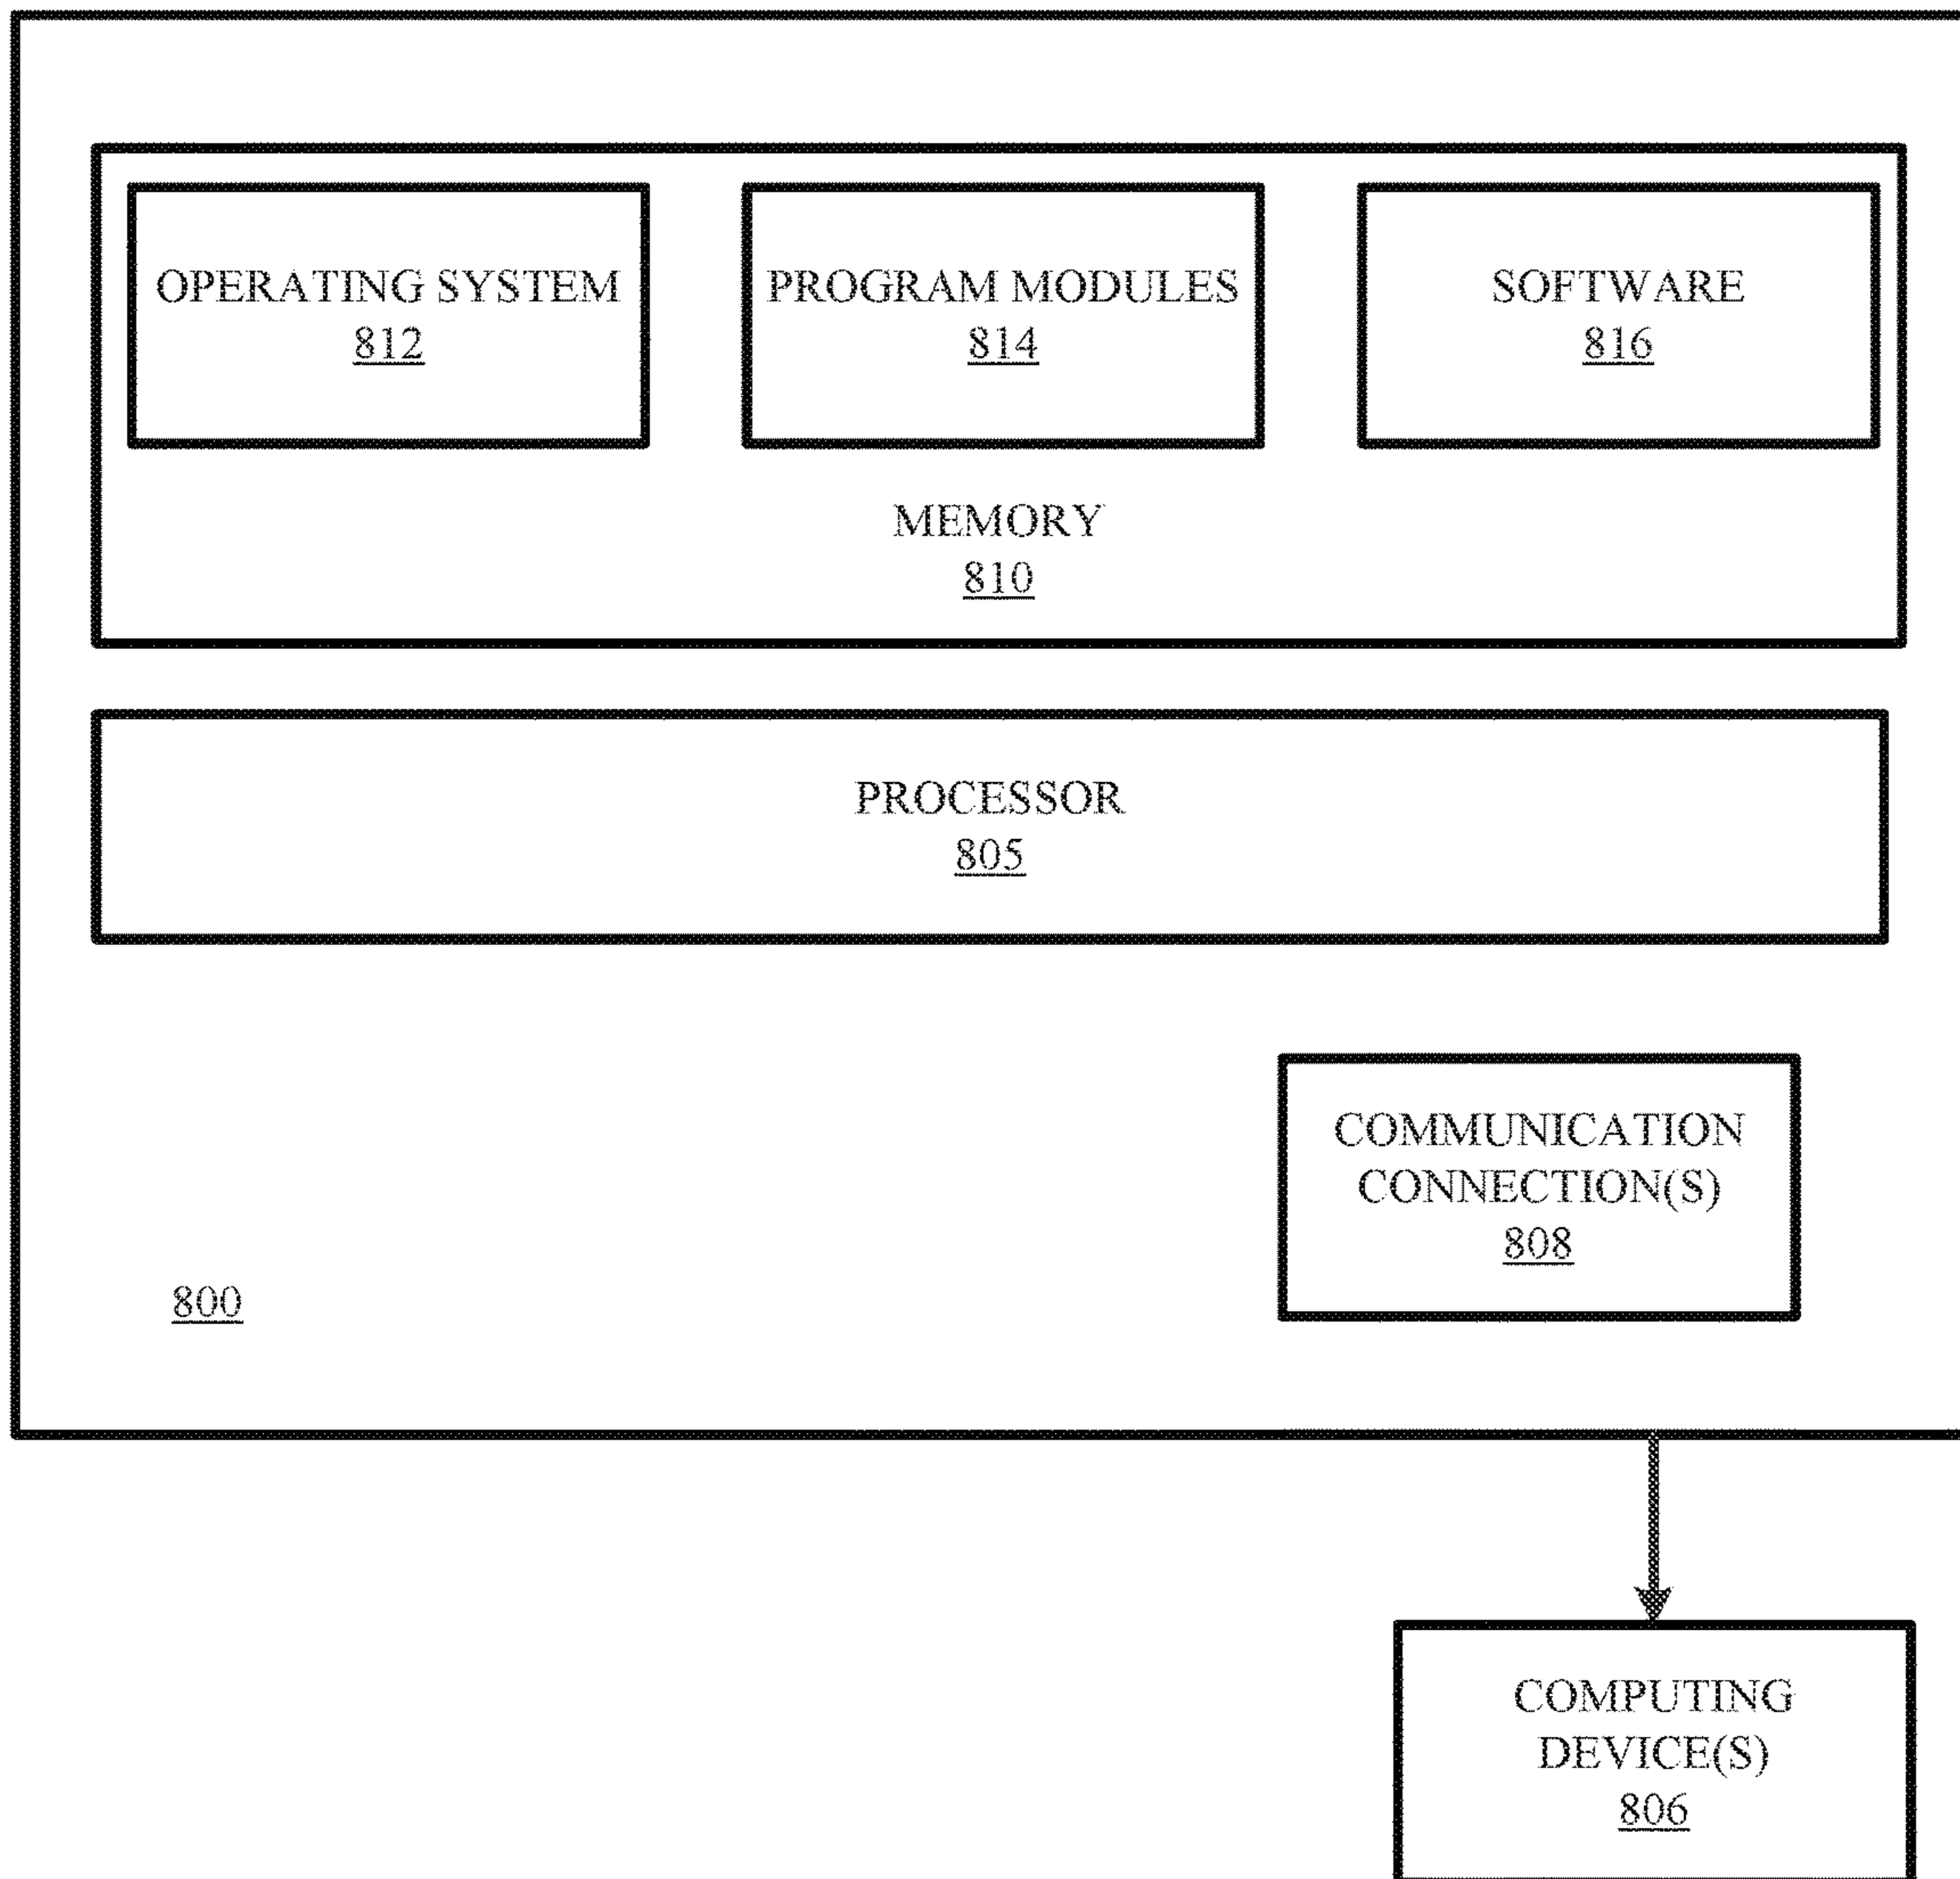 OPERATING SYSTEM
812
PROGRAM MODULES
814
SOFTWARE
816
MEMORY
810
PROCESSOR
805
COMMUNICATION
CONNECTION(S)
808
800
COMPUTING
DEVICE(S)
806